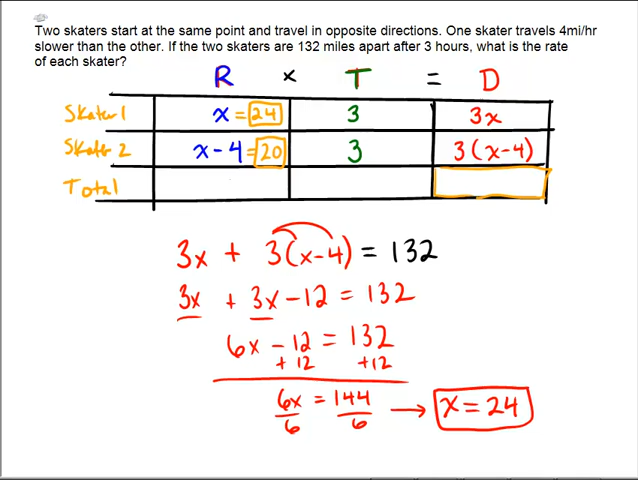 Two skaters start at the same point and travel in opposite directions. One skater travels 4mi/hr
slower than the other. If the two skaters are 132 miles apart after 3 hours, what is the rate
of each skater?
R × T = D
Skater 1 x = 24 3 3x
Skater 2 x - 4 = 20 3 3(x-4)
Total
3x + 3(x-4) = 132
3x + 3x - 12 = 132
6x - 12 = 132
+ 12 +12
6x = 144 → x = 24
6 6